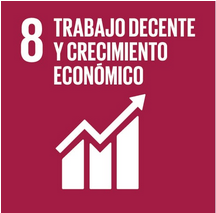 8 TRABAJO DECENTE
Y CRECIMIENTO
ECONÓMICO